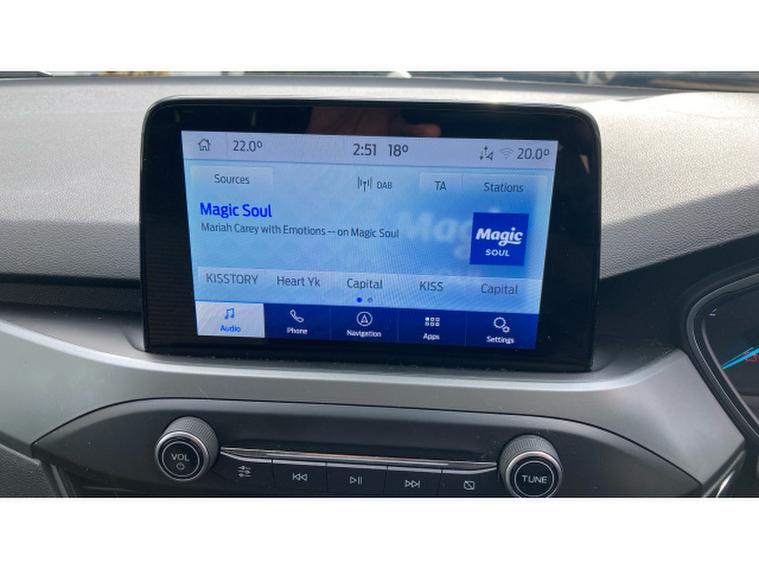 22.0° 2:51 18° 20.0°
Sources DAB TA Stations
Magic Soul
Mariah Carey with Emotions -- on Magic Soul
Magic
SOUL
KISSTORY Heart Yk Capital KISS Capital
Audio Phone Navigation Apps Settings
VOL TUNE